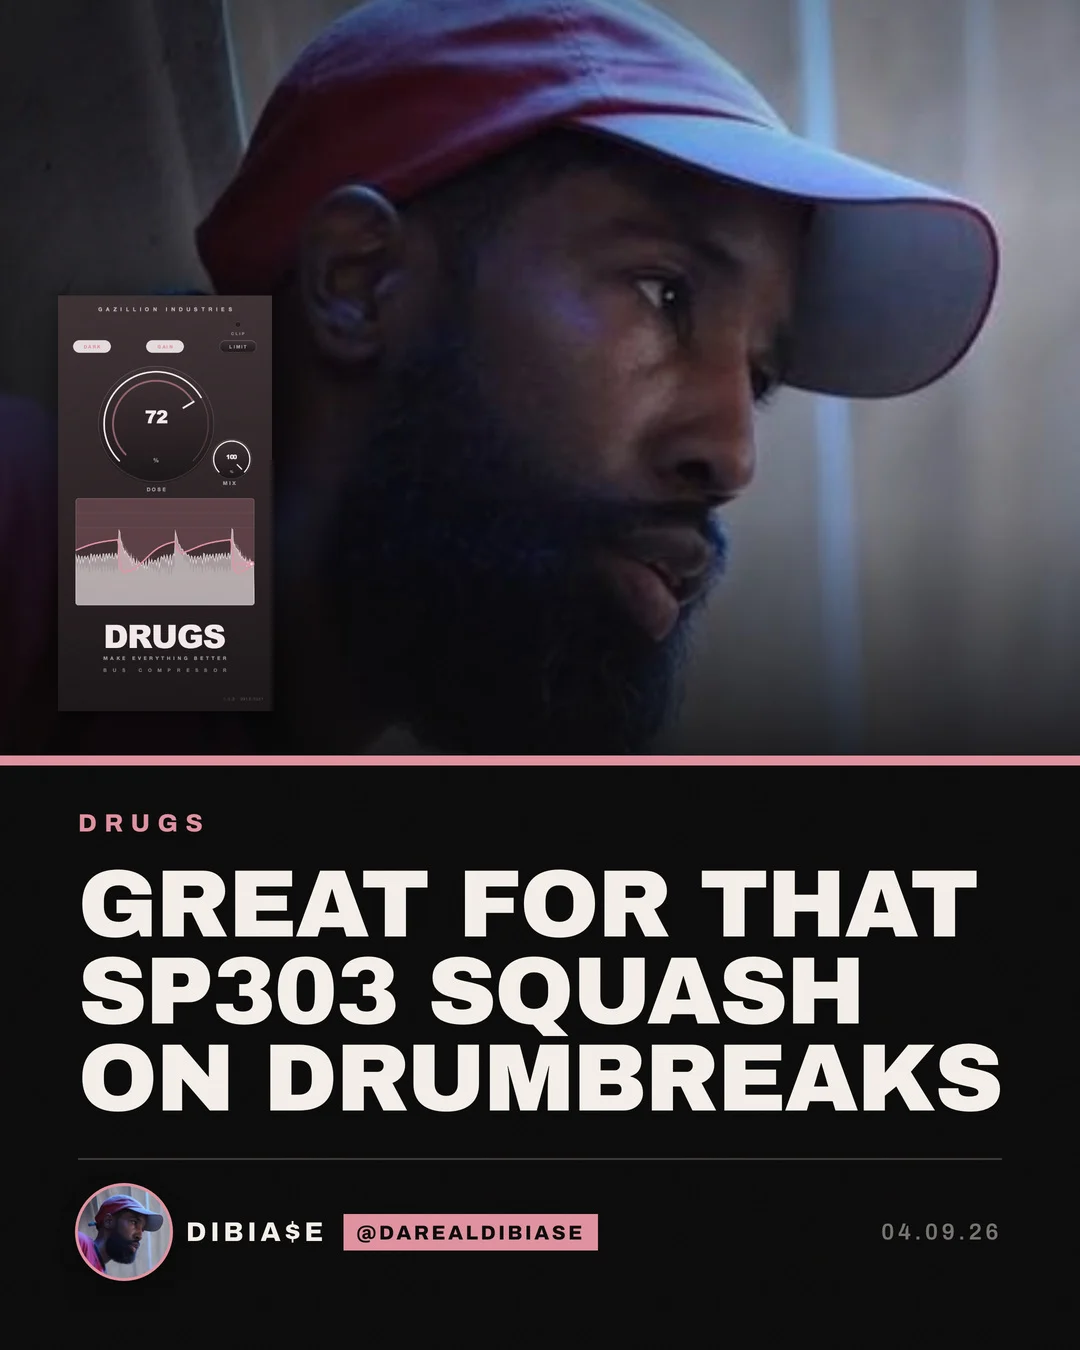 GAZILLION INDUSTRIES
CLIP
DARK
GAIN
LIMIT
72
%
100
%
MIX
DOSE
DRUGS
MAKE EVERYTHING BETTER
BUS COMPRESSOR
DRUGS
GREAT FOR THAT
SP303 SQUASH
ON DRUMBREAKS
DIBIA$E
@DAREALDIBIASE
04.09.26